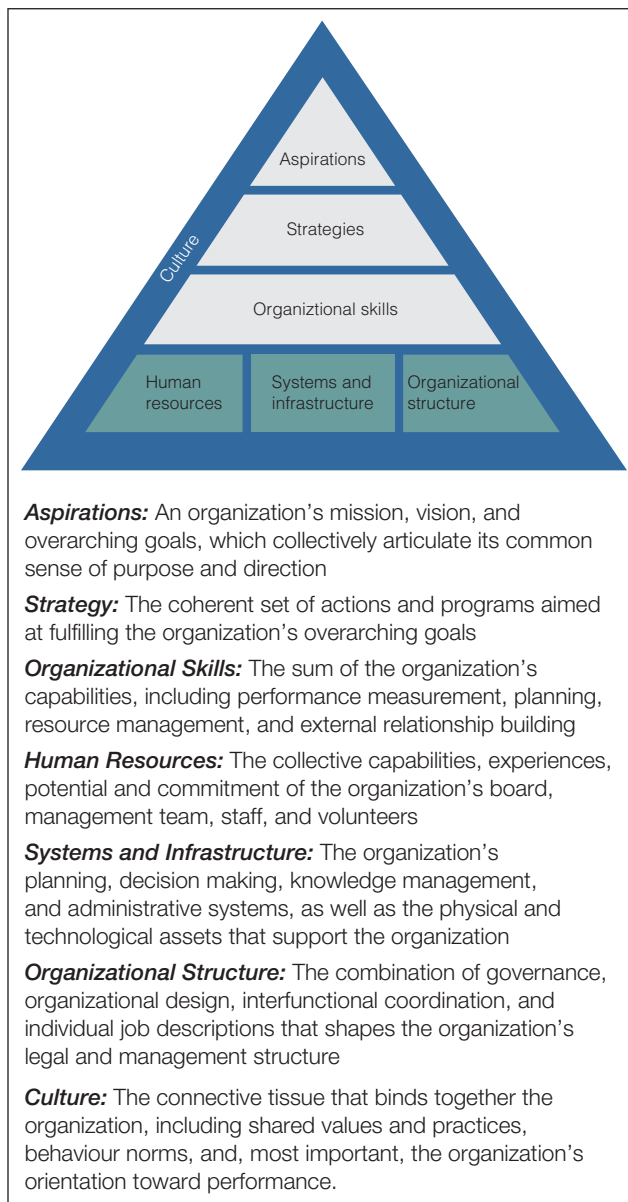 Aspirations
Strategies
Culture
Organiztional skills
Human
resources
Systems and
infrastructure
Organizational
structure
Aspirations: An organization’s mission, vision, and
overarching goals, which collectively articulate its common
sense of purpose and direction
Strategy: The coherent set of actions and programs aimed
at fulfilling the organization’s overarching goals
Organizational Skills: The sum of the organization’s
capabilities, including performance measurement, planning,
resource management, and external relationship building
Human Resources: The collective capabilities, experiences,
potential and commitment of the organization’s board,
management team, staff, and volunteers
Systems and Infrastructure: The organization’s
planning, decision making, knowledge management,
and administrative systems, as well as the physical and
technological assets that support the organization
Organizational Structure: The combination of governance,
organizational design, interfunctional coordination, and
individual job descriptions that shapes the organization’s
legal and management structure
Culture: The connective tissue that binds together the
organization, including shared values and practices,
behaviour norms, and, most important, the organization’s
orientation toward performance.